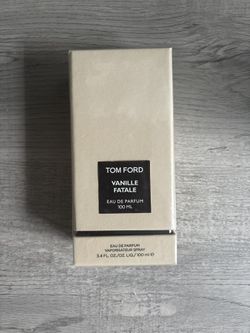 TOM FORD
VANILLE
FATALE
EAU DE PARFUM
100 ML
EAU DE PARFUM
VAPORISATEUR SPRAY
3.4 FL. OZ./OZ. LIQ./100 ml e